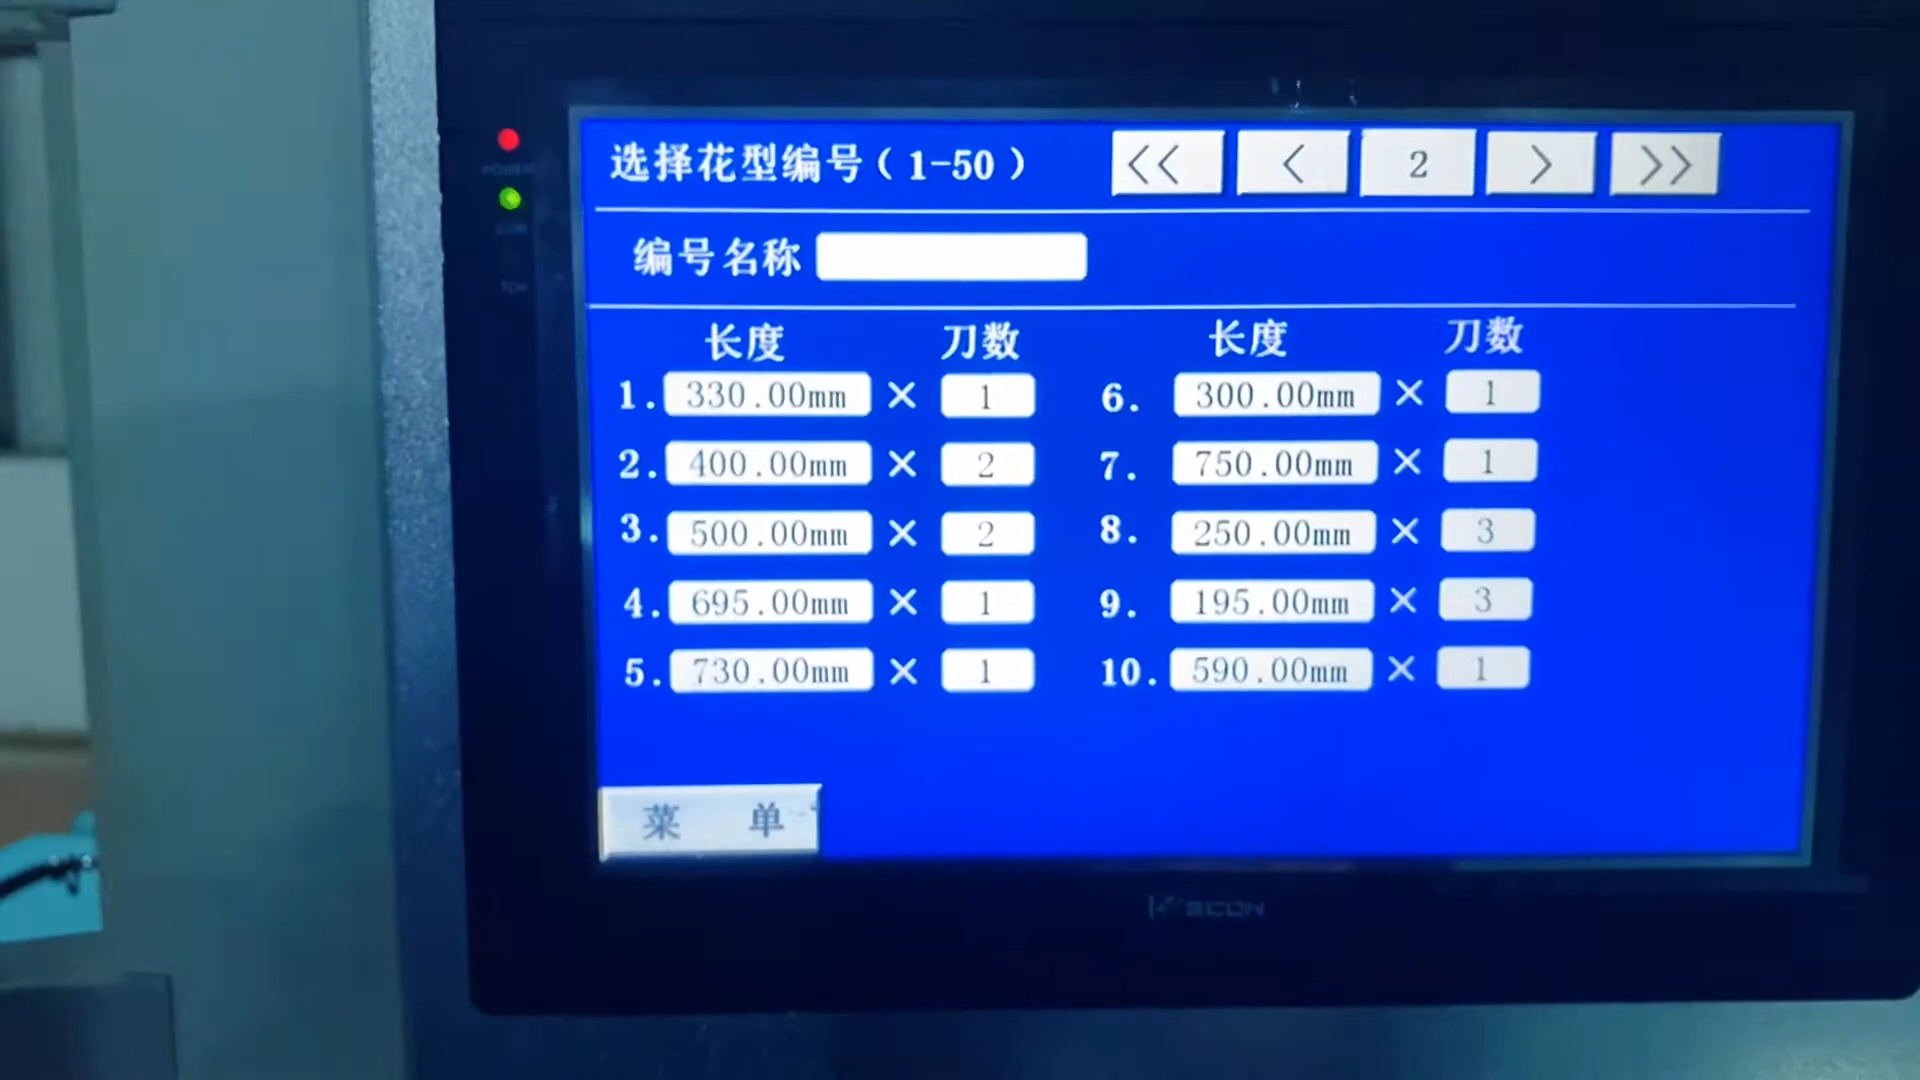 选择花型编号（1-50） << < 2 > >>
编号名称
长度 刀数 长度 刀数
1. 330.00mm × 1 6. 300.00mm × 1
2. 400.00mm × 2 7. 750.00mm × 1
3. 500.00mm × 2 8. 250.00mm × 3
4. 695.00mm × 1 9. 195.00mm × 3
5. 730.00mm × 1 10. 590.00mm × 1
菜 单